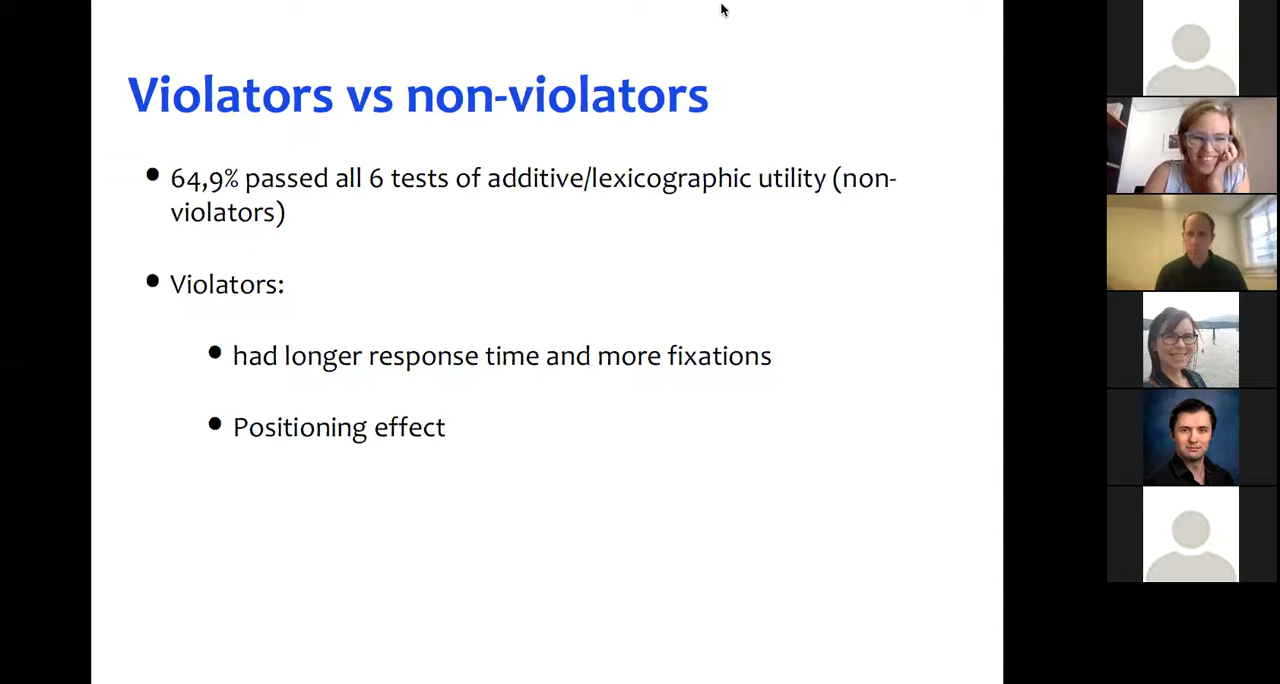 Violators vs non-violators
• 64,9% passed all 6 tests of additive/lexicographic utility (non-
violators)
• Violators:
• had longer response time and more fixations
• Positioning effect